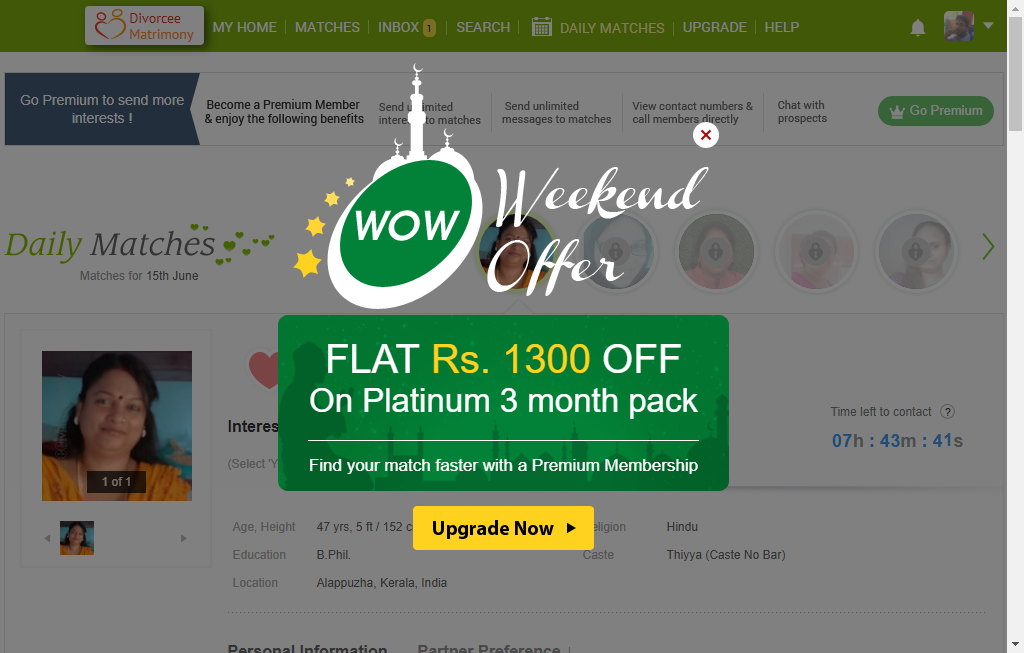 Divorcee
Matrimony
MY HOME
MATCHES
INBOX 1
SEARCH
DAILY MATCHES
UPGRADE
HELP
Go Premium to send more
interests !
Become a Premium Member
& enjoy the following benefits
Send unlimited
interests to matches
Send unlimited
messages to matches
View contact numbers &
call members directly
Chat with
prospects
Go Premium
Daily Matches
Matches for 15th June
WOW
Weekend
Offer
FLAT Rs. 1300 OFF
On Platinum 3 month pack
Find your match faster with a Premium Membership
Upgrade Now
1 of 1
Time left to contact ?
07h : 43m : 41s
(Select 'Y
Age, Height 47 yrs, 5 ft / 152 c
Religion Hindu
Education B.Phil.
Caste Thiyya (Caste No Bar)
Location Alappuzha, Kerala, India
Personal Information
Partner Preference